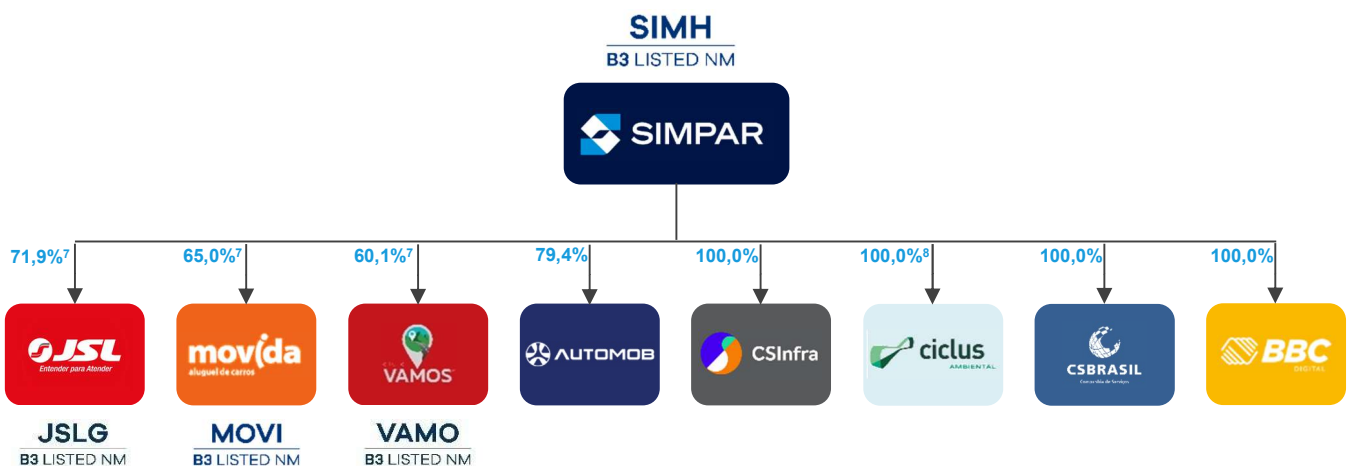 SIMH
B3 LISTED NM
SIMPAR
71,9%⁷
65,0%⁷
60,1%⁷
79,4%
100,0%
100,0%⁸
100,0%
100,0%
JSL
Entender para Atender
movida
aluguel de carros
VAMOS
AUTOMOB
CSInfra
ciclus
AMBIENTAL
CSBRASIL
BBC
DIGITAL
JSLG
B3 LISTED NM
MOVI
B3 LISTED NM
VAMO
B3 LISTED NM